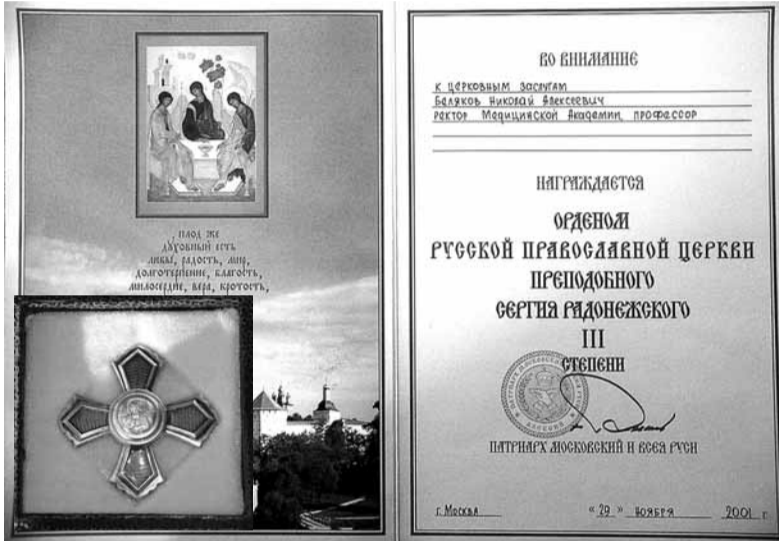 плод же
духовный есть
любы, радость, мир,
долготерпение, благость,
милосердие, вера, кротость,
ВО ВНИМАНИЕ
к церковным заслугам
Беляков Николай Алексеевич
ректор Медицинской Академии, профессор
НАГРАЖДАЕТСЯ
ОРДЕНОМ
РУССКОЙ ПРАВОСЛАВНОЙ ЦЕРКВИ
ПРЕПОДОБНОГО
СЕРГИЯ РАДОНЕЖСКОГО
III
СТЕПЕНИ
ПАТРИАРХ МОСКОВСКИЙ И ВСЕЯ РУСИ
г. Москва « 29 » ноября 2001 г.